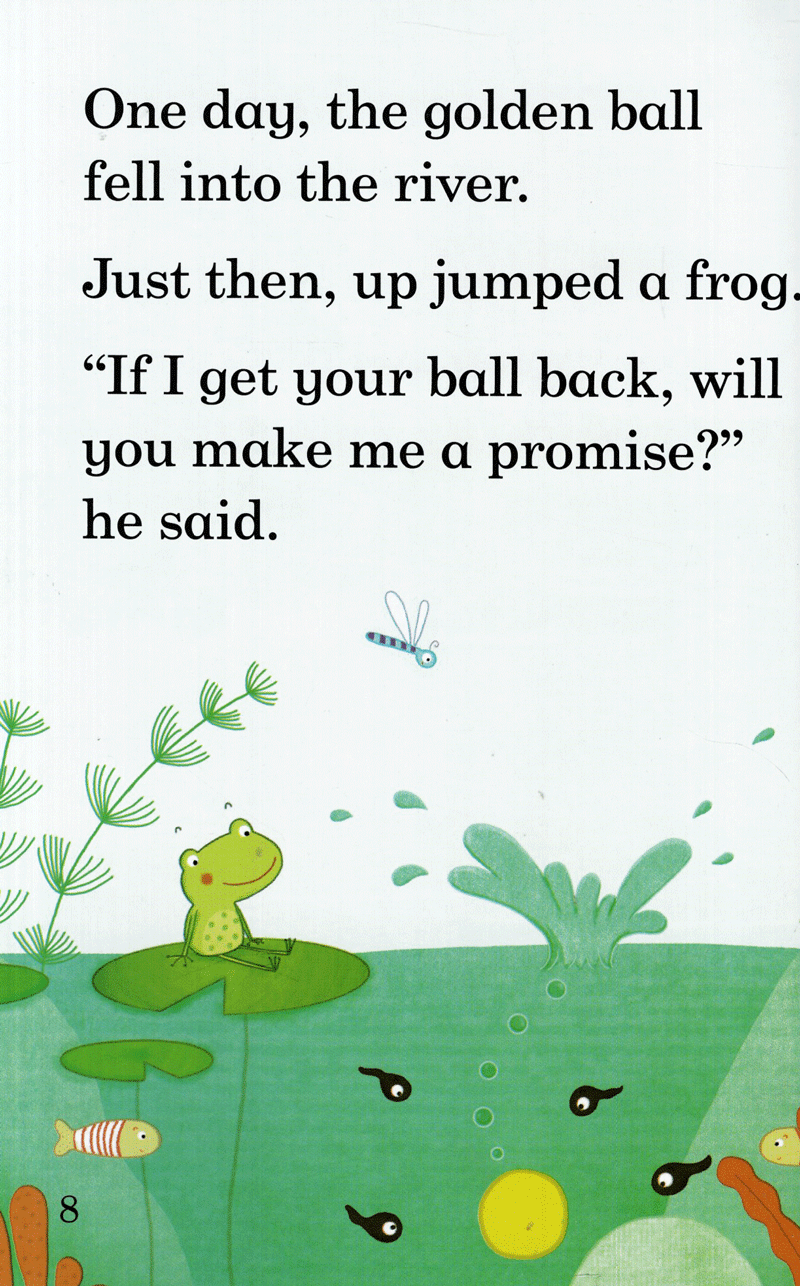 One day, the golden ball
fell into the river.
Just then, up jumped a frog.
“If I get your ball back, will
you make me a promise?”
he said.
8